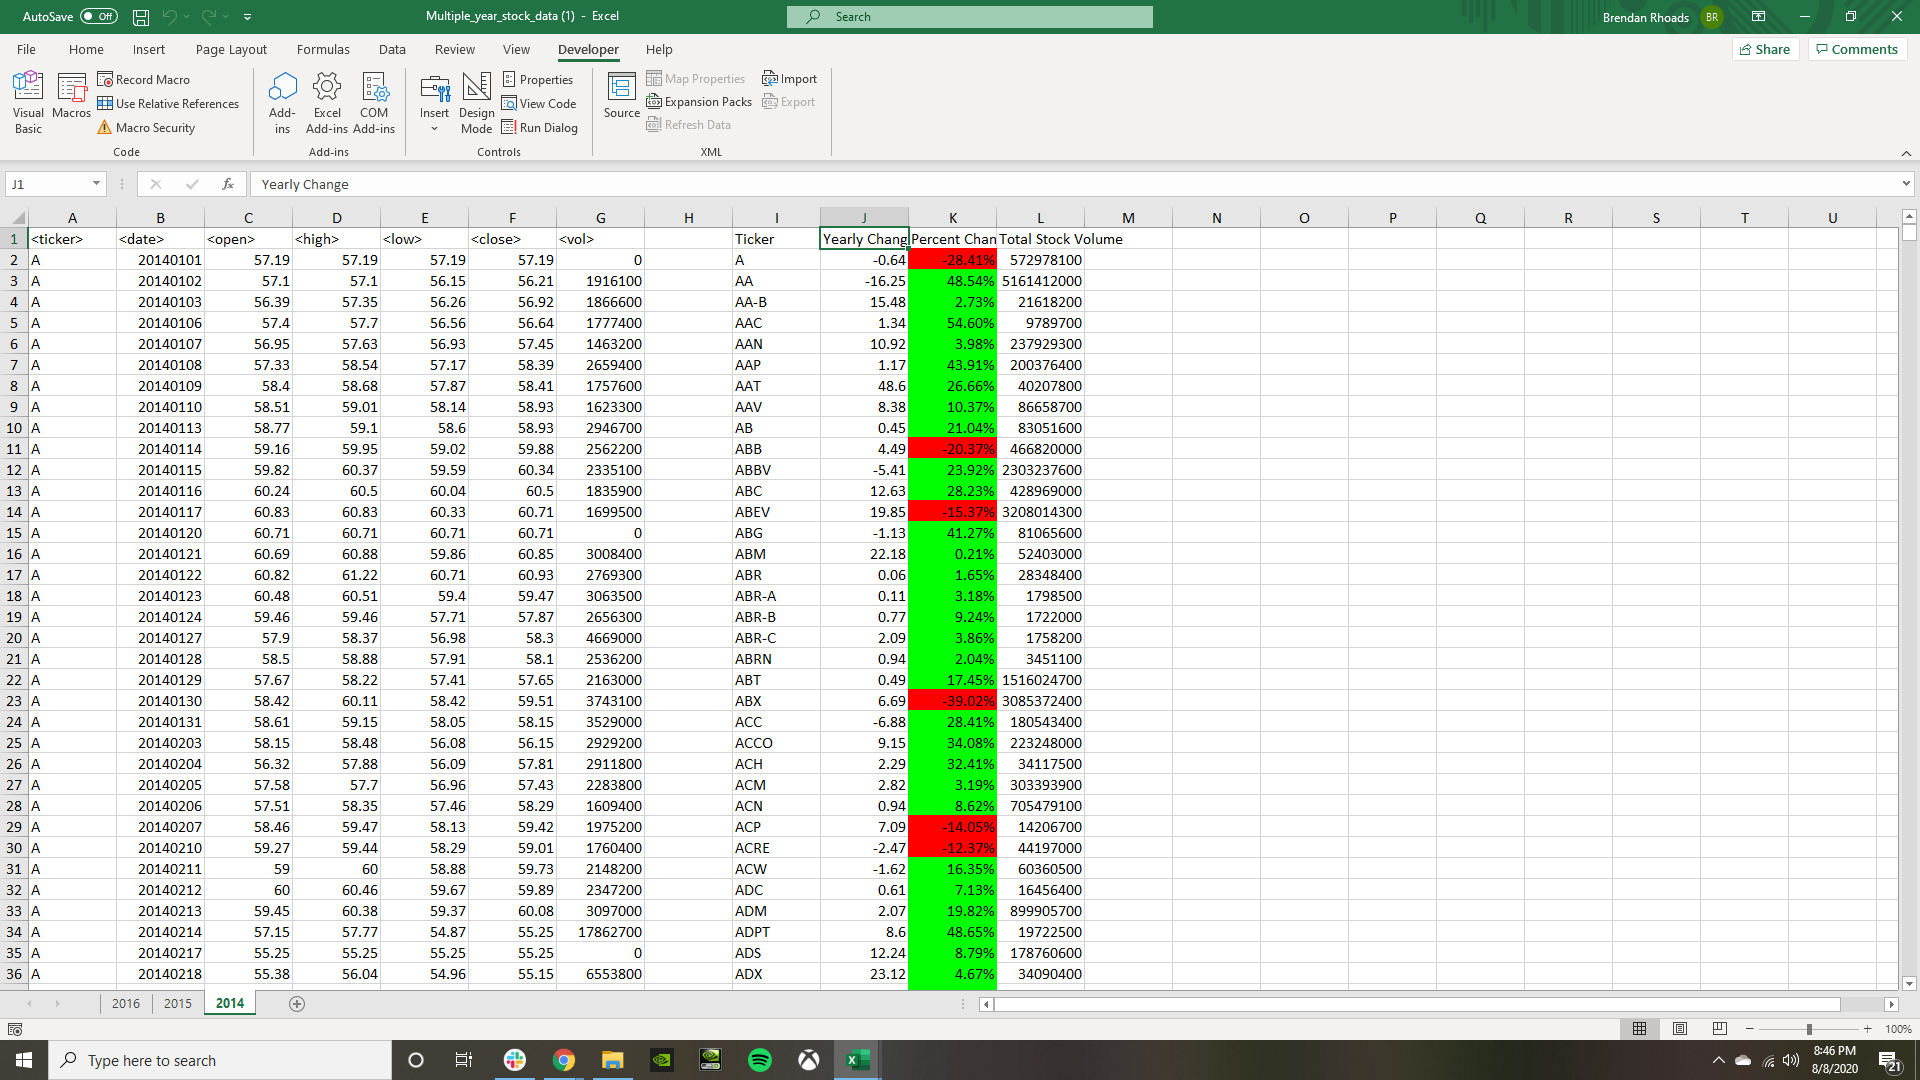 AutoSave Off Multiple_year_stock_data (1) - Excel Search Brendan Rhoads BR
File Home Insert Page Layout Formulas Data Review View Developer Help Share Comments
Visual Basic Macros Record Macro Use Relative References Macro Security Add-ins Excel Add-ins COM Add-ins Insert Design Mode Properties View Code Run Dialog Source Map Properties Expansion Packs Refresh Data Import Export
Code Add-ins Controls XML
J1 fx Yearly Change
A B C D E F G H I J K L M N O P Q R S T U
1 <ticker> <date> <open> <high> <low> <close> <vol> Ticker Yearly Chang Percent Chan Total Stock Volume
2 A 20140101 57.19 57.19 57.19 57.19 0 A -0.64 -28.41% 572978100
3 A 20140102 57.1 57.1 56.15 56.21 1916100 AA -16.25 48.54% 5161412000
4 A 20140103 56.39 57.35 56.26 56.92 1866600 AA-B 15.48 2.73% 21618200
5 A 20140106 57.4 57.7 56.56 56.64 1777400 AAC 1.34 54.60% 9789700
6 A 20140107 56.95 57.63 56.93 57.45 1463200 AAN 10.92 3.98% 237929300
7 A 20140108 57.33 58.54 57.17 58.39 2659400 AAP 1.17 43.91% 200376400
8 A 20140109 58.4 58.68 57.87 58.41 1757600 AAT 48.6 26.66% 40207800
9 A 20140110 58.51 59.01 58.14 58.93 1623300 AAV 8.38 10.37% 86658700
10 A 20140113 58.77 59.1 58.6 58.93 2946700 AB 0.45 21.04% 83051600
11 A 20140114 59.16 59.95 59.02 59.88 2562200 ABB 4.49 -20.37% 466820000
12 A 20140115 59.82 60.37 59.59 60.34 2335100 ABBV -5.41 23.92% 2303237600
13 A 20140116 60.24 60.5 60.04 60.5 1835900 ABC 12.63 28.23% 428969000
14 A 20140117 60.83 60.83 60.33 60.71 1699500 ABEV 19.85 -15.37% 3208014300
15 A 20140120 60.71 60.71 60.71 60.71 0 ABG -1.13 41.27% 81065600
16 A 20140121 60.69 60.88 59.86 60.85 3008400 ABM 22.18 0.21% 52403000
17 A 20140122 60.82 61.22 60.71 60.93 2769300 ABR 0.06 1.65% 28348400
18 A 20140123 60.48 60.51 59.4 59.47 3063500 ABR-A 0.11 3.18% 1798500
19 A 20140124 59.46 59.46 57.71 57.87 2656300 ABR-B 0.77 9.24% 1722000
20 A 20140127 57.9 58.37 56.98 58.3 4669000 ABR-C 2.09 3.86% 1758200
21 A 20140128 58.5 58.88 57.91 58.1 2536200 ABRN 0.94 2.04% 3451100
22 A 20140129 57.67 58.22 57.41 57.65 2163000 ABT 0.49 17.45% 1516024700
23 A 20140130 58.42 60.11 58.42 59.51 3743100 ABX 6.69 -39.02% 3085372400
24 A 20140131 58.61 59.15 58.05 58.15 3529000 ACC -6.88 28.41% 180543400
25 A 20140203 58.15 58.48 56.08 56.15 2929200 ACCO 9.15 34.08% 223248000
26 A 20140204 56.32 57.88 56.09 57.81 2911800 ACH 2.29 32.41% 34117500
27 A 20140205 57.58 57.7 56.96 57.43 2283800 ACM 2.82 3.19% 303393900
28 A 20140206 57.51 58.35 57.46 58.29 1609400 ACN 0.94 8.62% 705479100
29 A 20140207 58.46 59.47 58.13 59.42 1975200 ACP 7.09 -14.05% 14206700
30 A 20140210 59.27 59.44 58.29 59.01 1760400 ACRE -2.47 -12.37% 44197000
31 A 20140211 59 60 58.88 59.73 2148200 ACW -1.62 16.35% 60360500
32 A 20140212 60 60.46 59.67 59.89 2347200 ADC 0.61 7.13% 16456400
33 A 20140213 59.45 60.38 59.37 60.08 3097000 ADM 2.07 19.82% 899905700
34 A 20140214 57.15 57.77 54.87 55.25 17862700 ADPT 8.6 48.65% 19722500
35 A 20140217 55.25 55.25 55.25 55.25 0 ADS 12.24 8.79% 178760600
36 A 20140218 55.38 56.04 54.96 55.15 6553800 ADX 23.12 4.67% 34090400
2016 2015 2014
100%
Type here to search 8:46 PM
8/8/2020 21